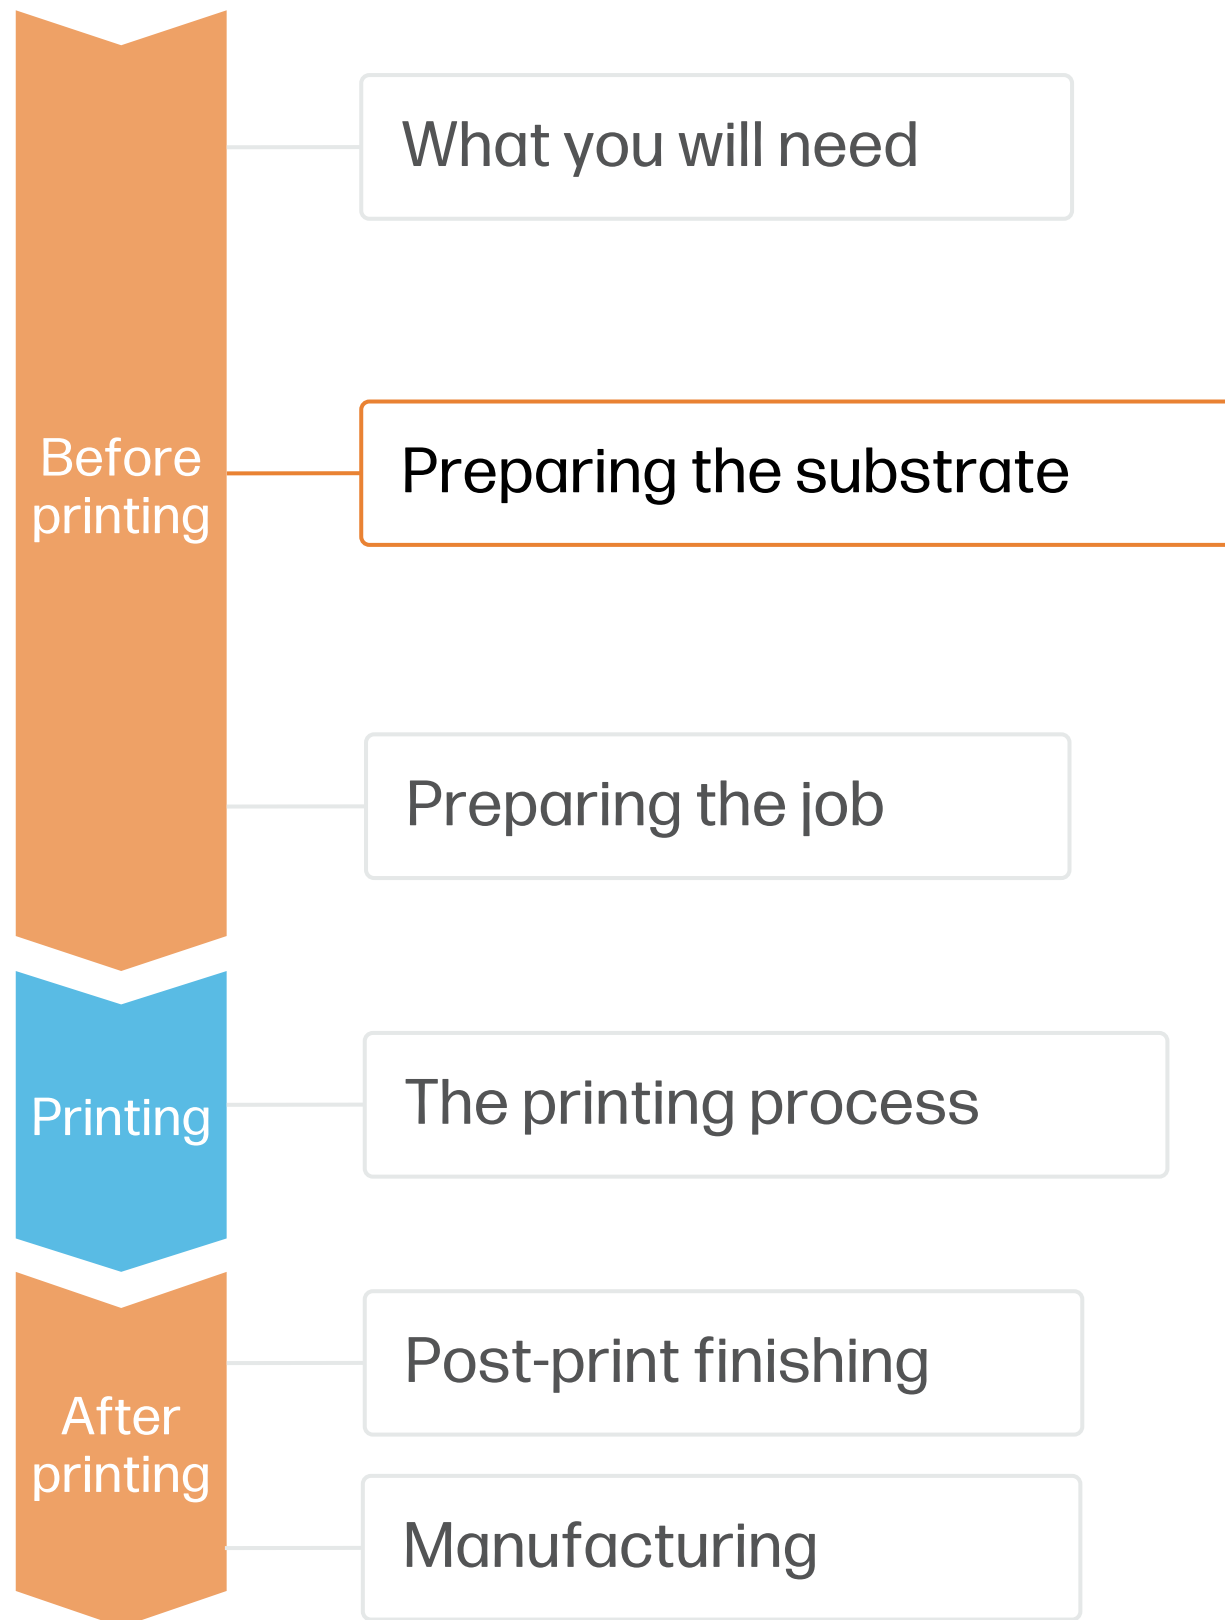 What you will need
Before
printing
Preparing the substrate
Preparing the job
Printing
The printing process
After
printing
Post-print finishing
Manufacturing